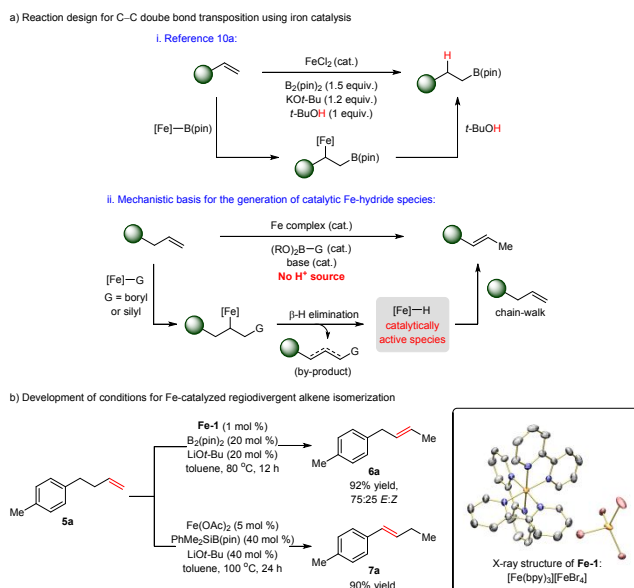 a) Reaction design for C–C doube bond transposition using iron catalysis
i. Reference 10a:
FeCl2 (cat.)
B2(pin)2 (1.5 equiv.)
KOt-Bu (1.2 equiv.)
t-BuOH (1 equiv.)
H
B(pin)
[Fe]—B(pin)
[Fe]
B(pin)
t-BuOH
ii. Mechanistic basis for the generation of catalytic Fe-hydride species:
Fe complex (cat.)
(RO)2B–G (cat.)
base (cat.)
No H+ source
Me
[Fe]—G
G = boryl
or silyl
[Fe]
G
β-H elimination
G
(by-product)
[Fe]—H
catalytically
active species
chain-walk
b) Development of conditions for Fe-catalyzed regiodivergent alkene isomerization
Me
5a
Fe-1 (1 mol %)
B2(pin)2 (20 mol %)
LiOt-Bu (20 mol %)
toluene, 80 °C, 12 h
Me
Me
6a
92% yield,
75:25 E:Z
Fe(OAc)2 (5 mol %)
PhMe2SiB(pin) (40 mol %)
LiOt-Bu (40 mol %)
toluene, 100 °C, 24 h
Me
Me
7a
90% yield
X-ray structure of Fe-1:
[Fe(bpy)3][FeBr4]